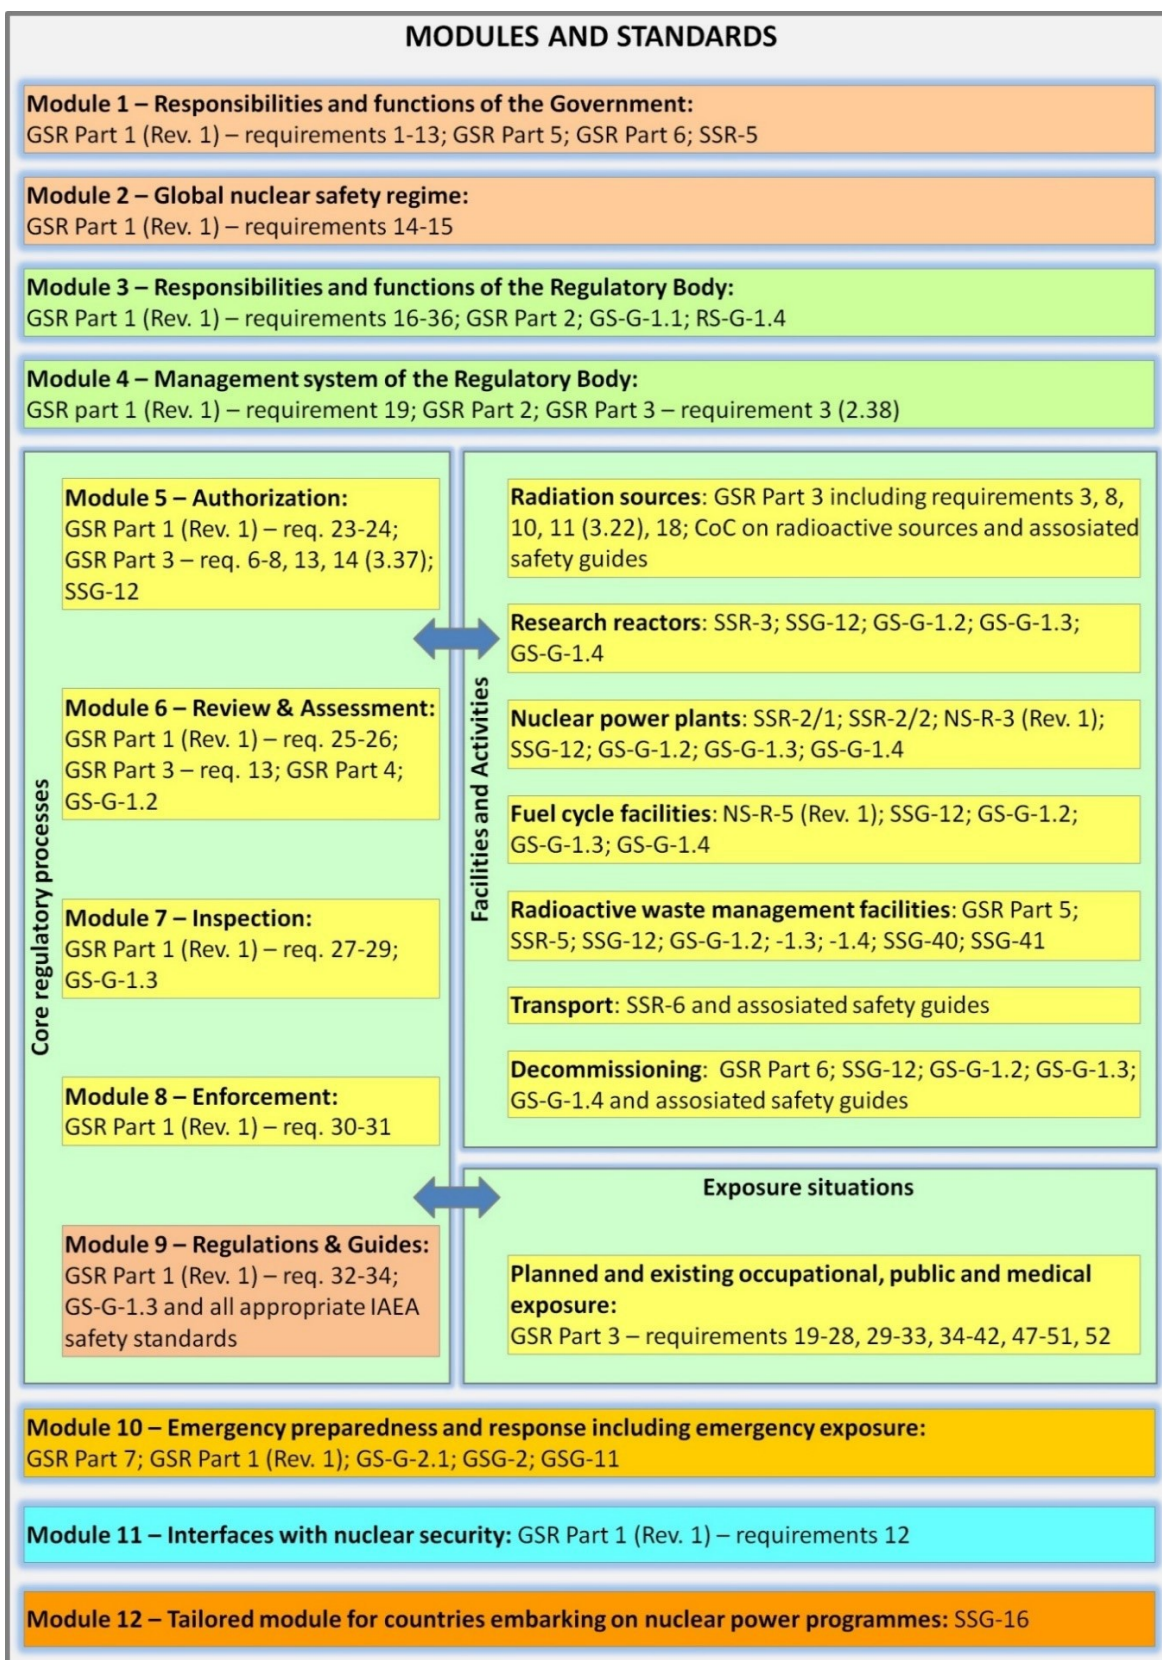 MODULES AND STANDARDS
Module 1 – Responsibilities and functions of the Government:
GSR Part 1 (Rev. 1) – requirements 1-13; GSR Part 5; GSR Part 6; SSR-5
Module 2 – Global nuclear safety regime:
GSR Part 1 (Rev. 1) – requirements 14-15
Module 3 – Responsibilities and functions of the Regulatory Body:
GSR Part 1 (Rev. 1) – requirements 16-36; GSR Part 2; GS-G-1.1; RS-G-1.4
Module 4 – Management system of the Regulatory Body:
GSR part 1 (Rev. 1) – requirement 19; GSR Part 2; GSR Part 3 – requirement 3 (2.38)
Core regulatory processes
Module 5 – Authorization:
GSR Part 1 (Rev. 1) – req. 23-24;
GSR Part 3 – req. 6-8, 13, 14 (3.37);
SSG-12
Module 6 – Review & Assessment:
GSR Part 1 (Rev. 1) – req. 25-26;
GSR Part 3 – req. 13; GSR Part 4;
GS-G-1.2
Module 7 – Inspection:
GSR Part 1 (Rev. 1) – req. 27-29;
GS-G-1.3
Module 8 – Enforcement:
GSR Part 1 (Rev. 1) – req. 30-31
Module 9 – Regulations & Guides:
GSR Part 1 (Rev. 1) – req. 32-34;
GS-G-1.3 and all appropriate IAEA
safety standards
Facilities and Activities
Radiation sources: GSR Part 3 including requirements 3, 8,
10, 11 (3.22), 18; CoC on radioactive sources and assosiated
safety guides
Research reactors: SSR-3; SSG-12; GS-G-1.2; GS-G-1.3;
GS-G-1.4
Nuclear power plants: SSR-2/1; SSR-2/2; NS-R-3 (Rev. 1);
SSG-12; GS-G-1.2; GS-G-1.3; GS-G-1.4
Fuel cycle facilities: NS-R-5 (Rev. 1); SSG-12; GS-G-1.2;
GS-G-1.3; GS-G-1.4
Radioactive waste management facilities: GSR Part 5;
SSR-5; SSG-12; GS-G-1.2; -1.3; -1.4; SSG-40; SSG-41
Transport: SSR-6 and assosiated safety guides
Decommissioning: GSR Part 6; SSG-12; GS-G-1.2; GS-G-1.3;
GS-G-1.4 and assosiated safety guides
Exposure situations
Planned and existing occupational, public and medical
exposure:
GSR Part 3 – requirements 19-28, 29-33, 34-42, 47-51, 52
Module 10 – Emergency preparedness and response including emergency exposure:
GSR Part 7; GSR Part 1 (Rev. 1); GS-G-2.1; GSG-2; GSG-11
Module 11 – Interfaces with nuclear security: GSR Part 1 (Rev. 1) – requirements 12
Module 12 – Tailored module for countries embarking on nuclear power programmes: SSG-16